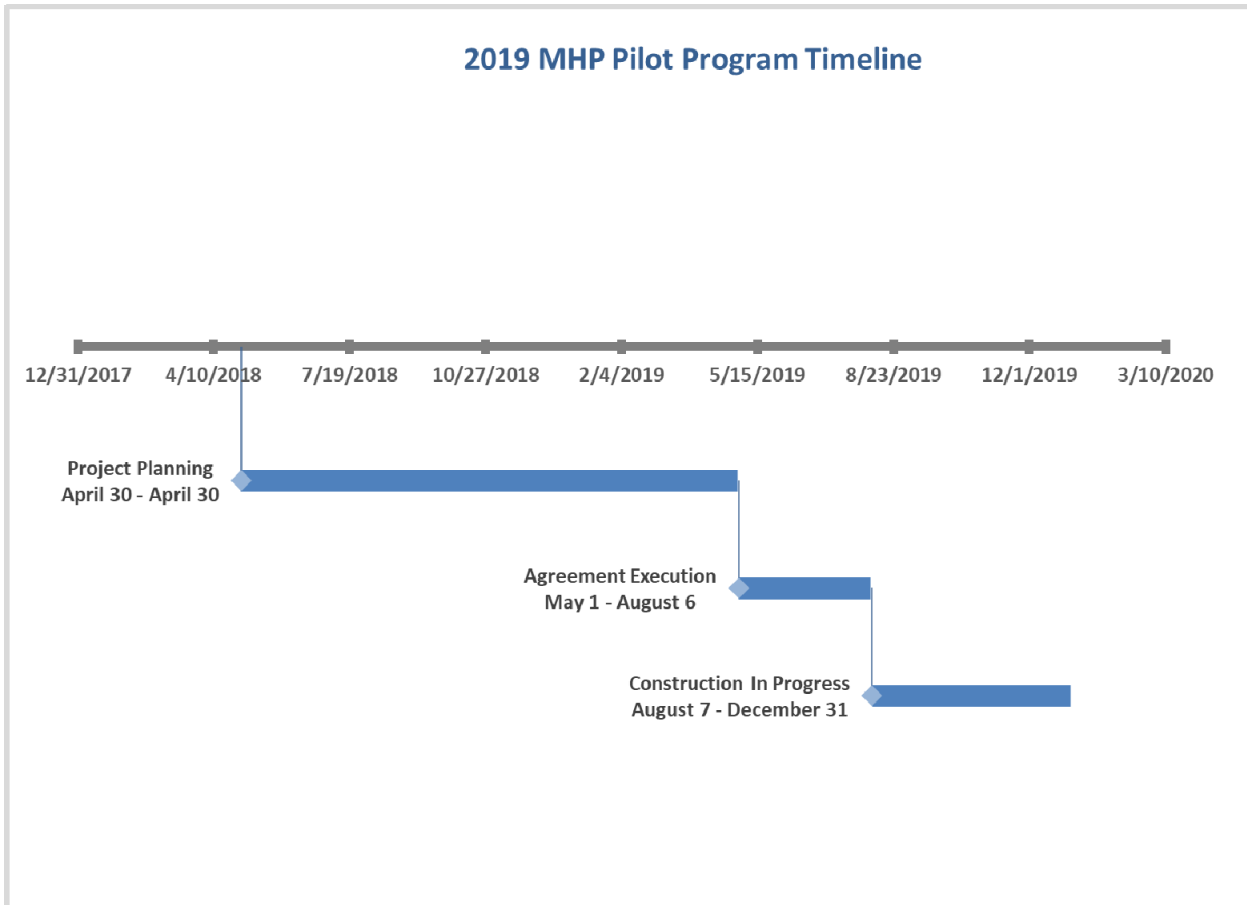 2019 MHP Pilot Program Timeline
12/31/2017 4/10/2018 7/19/2018 10/27/2018 2/4/2019 5/15/2019 8/23/2019 12/1/2019 3/10/2020
Project Planning
April 30 - April 30
Agreement Execution
May 1 - August 6
Construction In Progress
August 7 - December 31